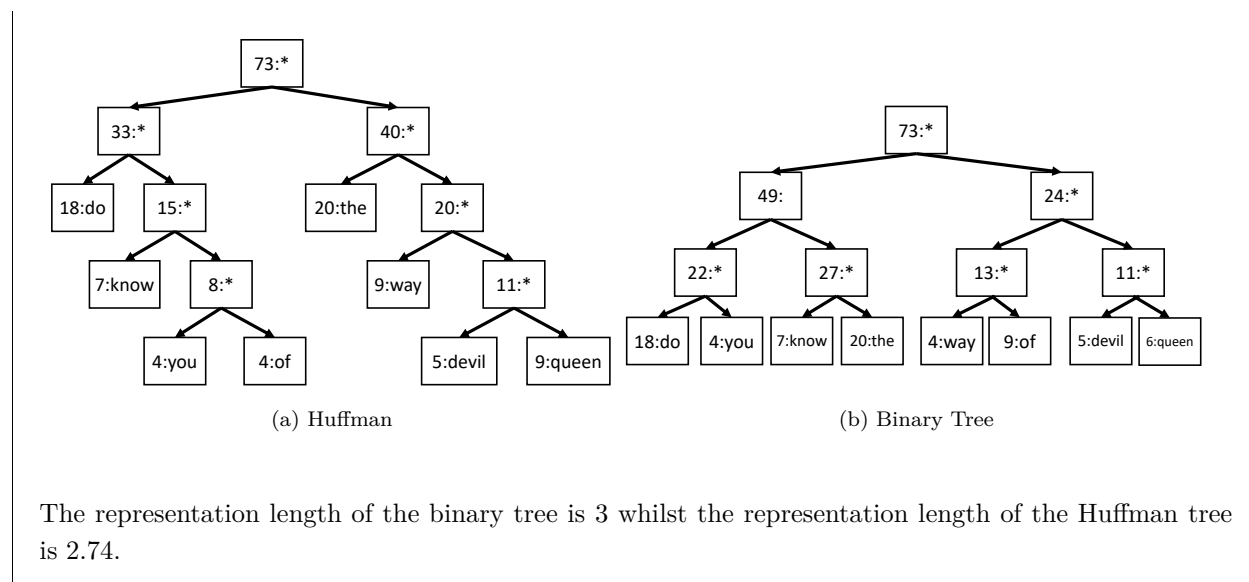 73:*
33:* 40:*
18:do 15:* 20:the 20:*
7:know 8:* 9:way 11:*
4:you 4:of 5:devil 9:queen
(a) Huffman
73:*
49: 24:*
22:* 27:* 13:* 11:*
18:do 4:you 7:know 20:the 4:way 9:of 5:devil 6:queen
(b) Binary Tree
The representation length of the binary tree is 3 whilst the representation length of the Huffman tree
is 2.74.